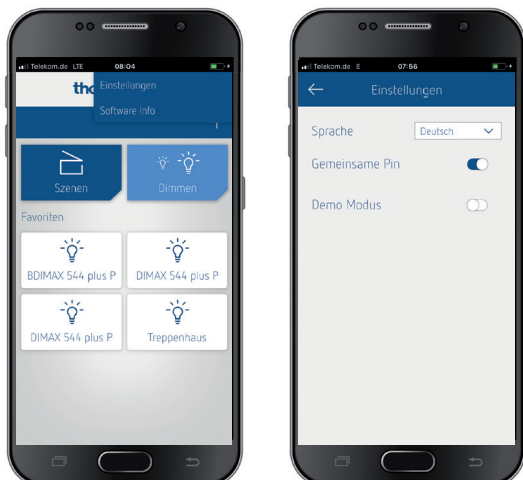 Telekom.de LTE 08:04
Einstellungen
Software Info
Szenen
Dimmen
Favoriten
BDIMAX 544 plus P
DIMAX 544 plus P
DIMAX 544 plus P
Treppenhaus
Telekom.de E 07:56
Einstellungen
Sprache Deutsch
Gemeinsame Pin
Demo Modus